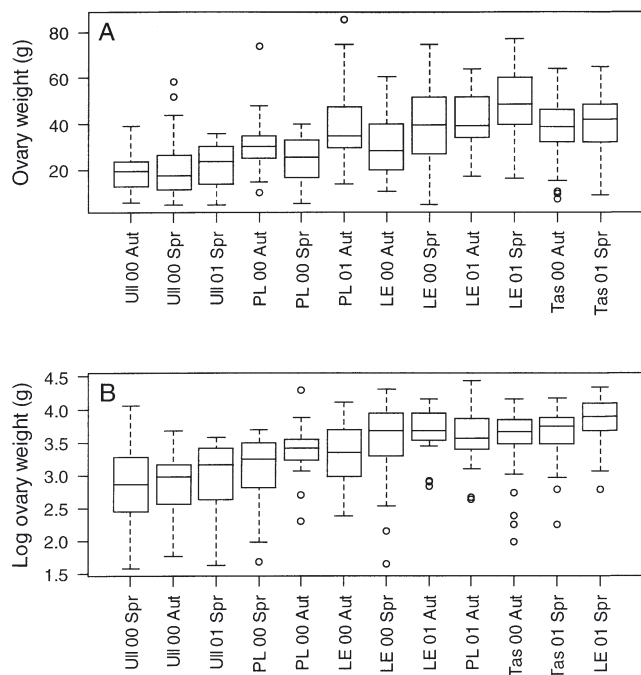 A
Ovary weight (g)
80
60
40
20
Ull 00 Aut
Ull 00 Spr
Ull 01 Spr
PL 00 Aut
PL 00 Spr
PL 01 Aut
LE 00 Aut
LE 00 Spr
LE 01 Aut
LE 01 Spr
Tas 00 Aut
Tas 01 Spr
B
Log ovary weight (g)
4.5
4.0
3.5
3.0
2.5
2.0
1.5
Ull 00 Spr
Ull 00 Aut
Ull 01 Spr
PL 00 Spr
PL 00 Aut
LE 00 Aut
LE 00 Spr
LE 01 Aut
PL 01 Aut
Tas 00 Aut
Tas 01 Spr
LE 01 Spr